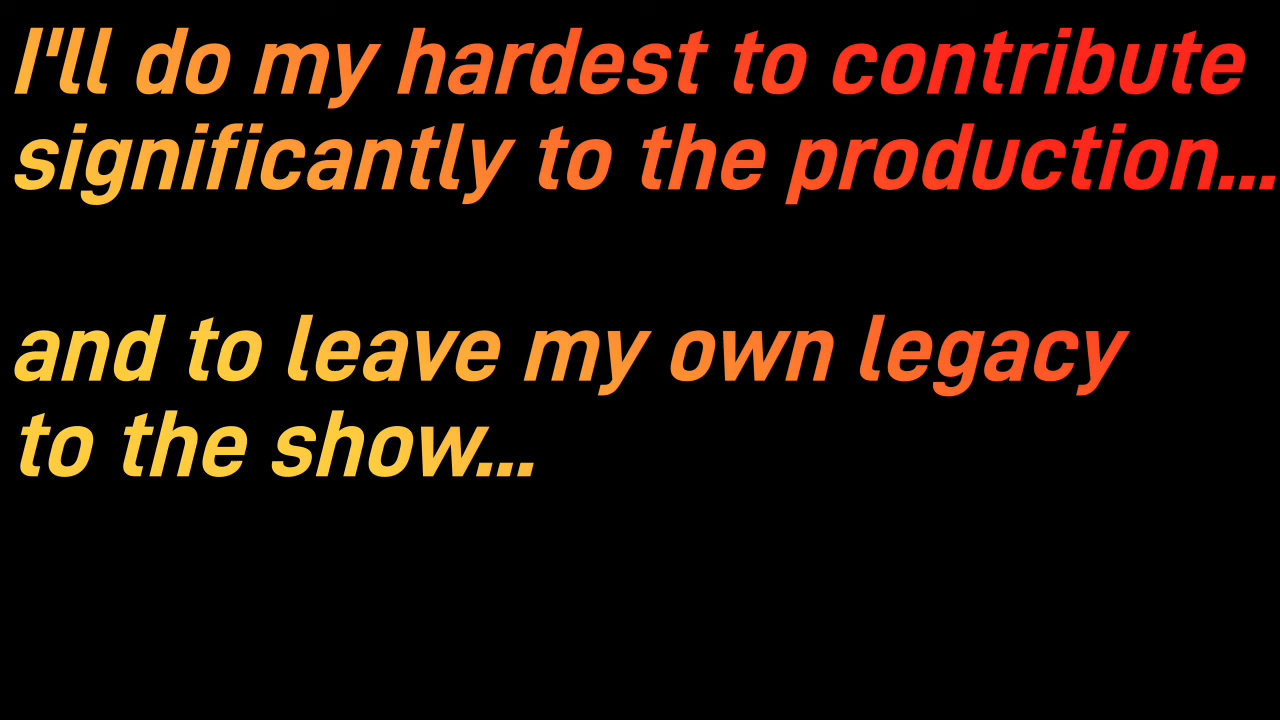 I'll do my hardest to contribute
significantly to the production...
and to leave my own legacy
to the show...